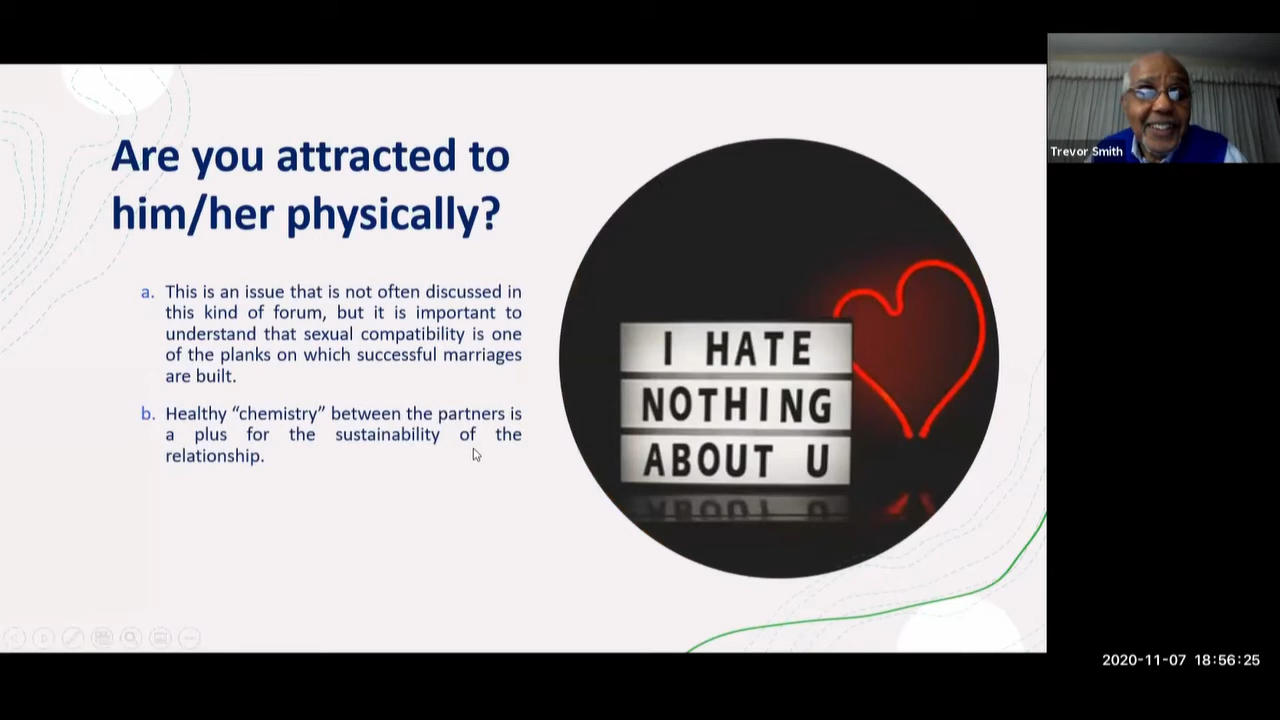 Are you attracted to
him/her physically?
a. This is an issue that is not often discussed in
this kind of forum, but it is important to
understand that sexual compatibility is one
of the planks on which successful marriages
are built.
b. Healthy “chemistry” between the partners is
a plus for the sustainability of the
relationship.
I HATE
NOTHING
ABOUT U
Trevor Smith
2020-11-07 18:56:25